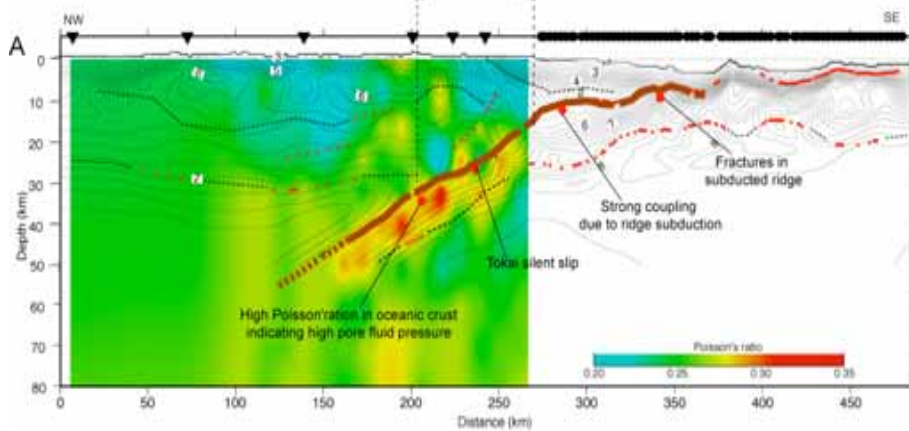 NW
SE
A
Depth (km)
0
10
20
30
40
50
60
70
80
Fractures in
subducted ridge
Strong coupling
due to ridge subduction
Tokai silent slip
High Poisson'ration in oceanic crust
indicating high pore fluid pressure
Poisson's ratio
0.20
0.25
0.30
0.35
0
50
100
150
200
250
300
350
400
450
Distance (km)